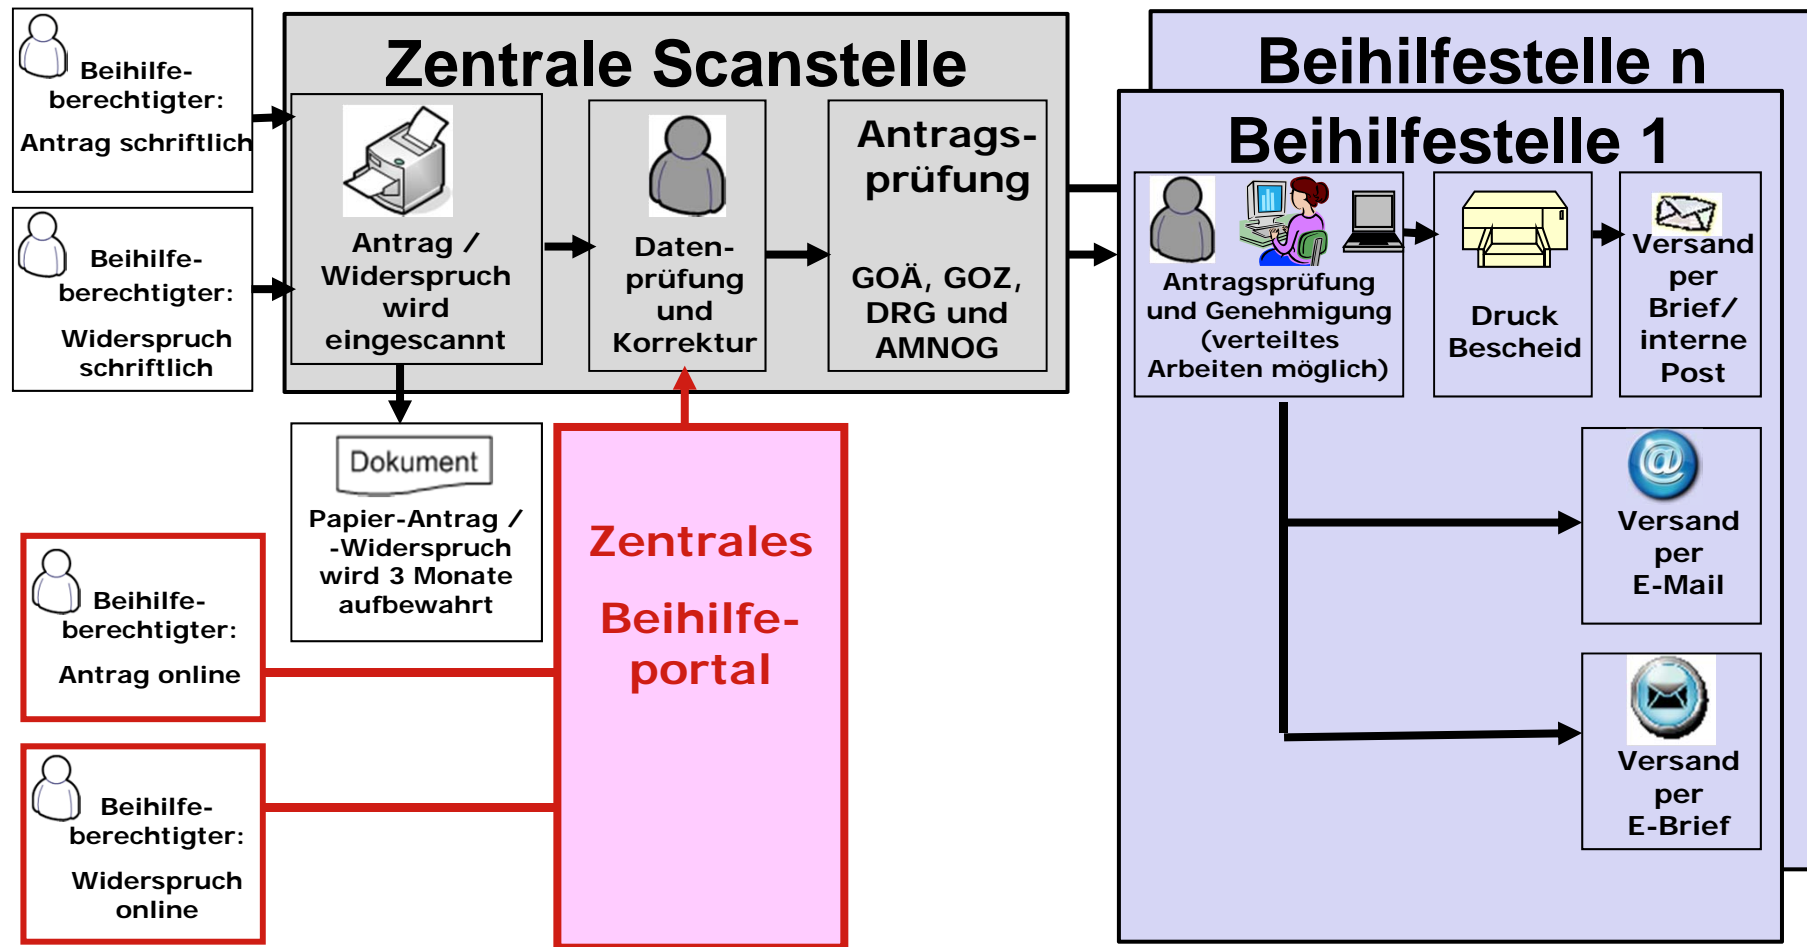 Beihilfe-
berechtigter:
Antrag schriftlich
Beihilfe-
berechtigter:
Widerspruch
schriftlich
Zentrale Scanstelle
Antrag /
Widerspruch
wird
eingescannt
Daten-
prüfung
und
Korrektur
Antrags-
prüfung
GOÄ, GOZ,
DRG und
AMNOG
Dokument
Papier-Antrag /
-Widerspruch
wird 3 Monate
aufbewahrt
Beihilfe-
berechtigter:
Antrag online
Beihilfe-
berechtigter:
Widerspruch
online
Zentrales
Beihilfe-
portal
Beihilfestelle n
Beihilfestelle 1
Antragsprüfung
und Genehmigung
(verteiltes
Arbeiten möglich)
Druck
Bescheid
Versand
per
Brief/
interne
Post
@
Versand
per
E-Mail
Versand
per
E-Brief